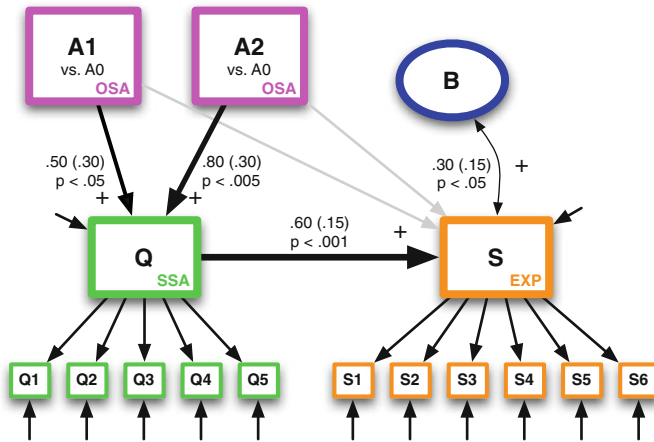 A1
vs. A0
OSA
A2
vs. A0
OSA
B
.50 (.30)
p < .05
+
.80 (.30)
p < .005
+
.30 (.15)
p < .05
+
.60 (.15)
p < .001
+
Q
SSA
S
EXP
Q1
Q2
Q3
Q4
Q5
S1
S2
S3
S4
S5
S6